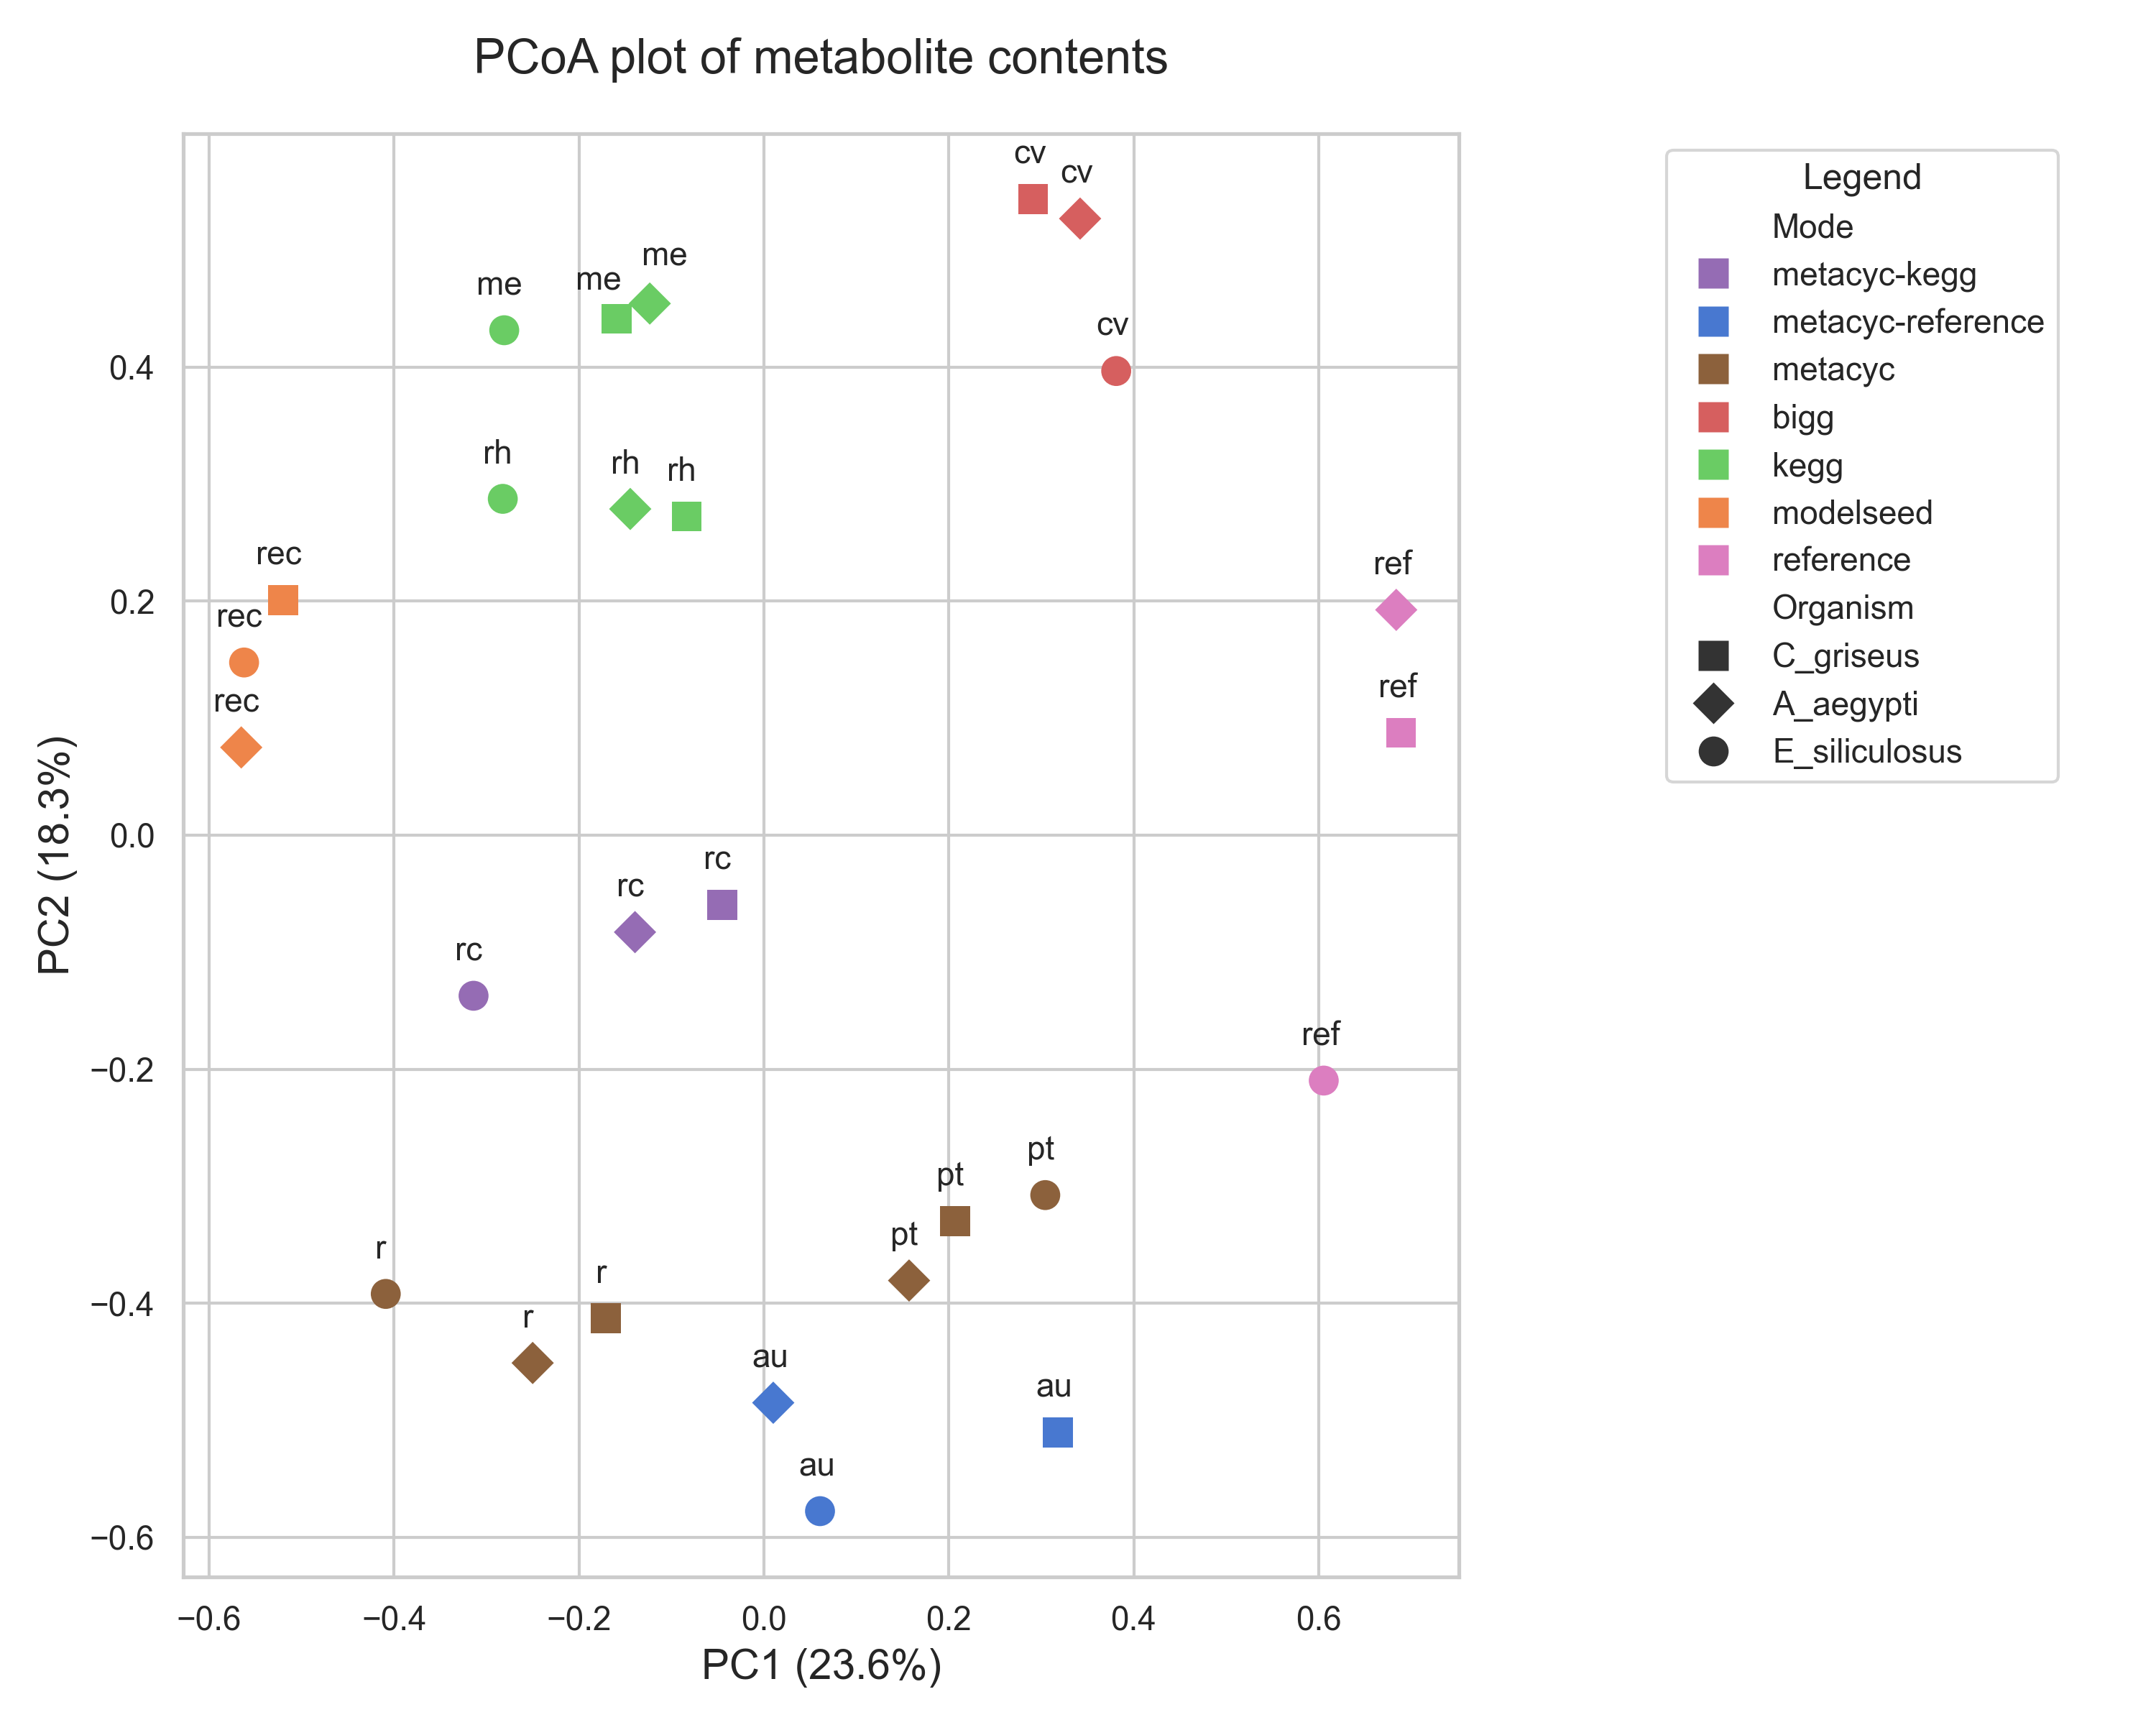 PCoA plot of metabolite contents
cv
cv
me
me
me
cv
rh
rh
rh
rec
rec
rec
ref
ref
rc
rc
rc
ref
pt
pt
pt
r
r
r
au
au
au
0.4
0.2
0.0
−0.2
−0.4
−0.6
PC2 (18.3%)
−0.6 −0.4 −0.2 0.0 0.2 0.4 0.6
PC1 (23.6%)
Legend
Mode
metacyc-kegg
metacyc-reference
metacyc
bigg
kegg
modelseed
reference
Organism
C_griseus
A_aegypti
E_siliculosus